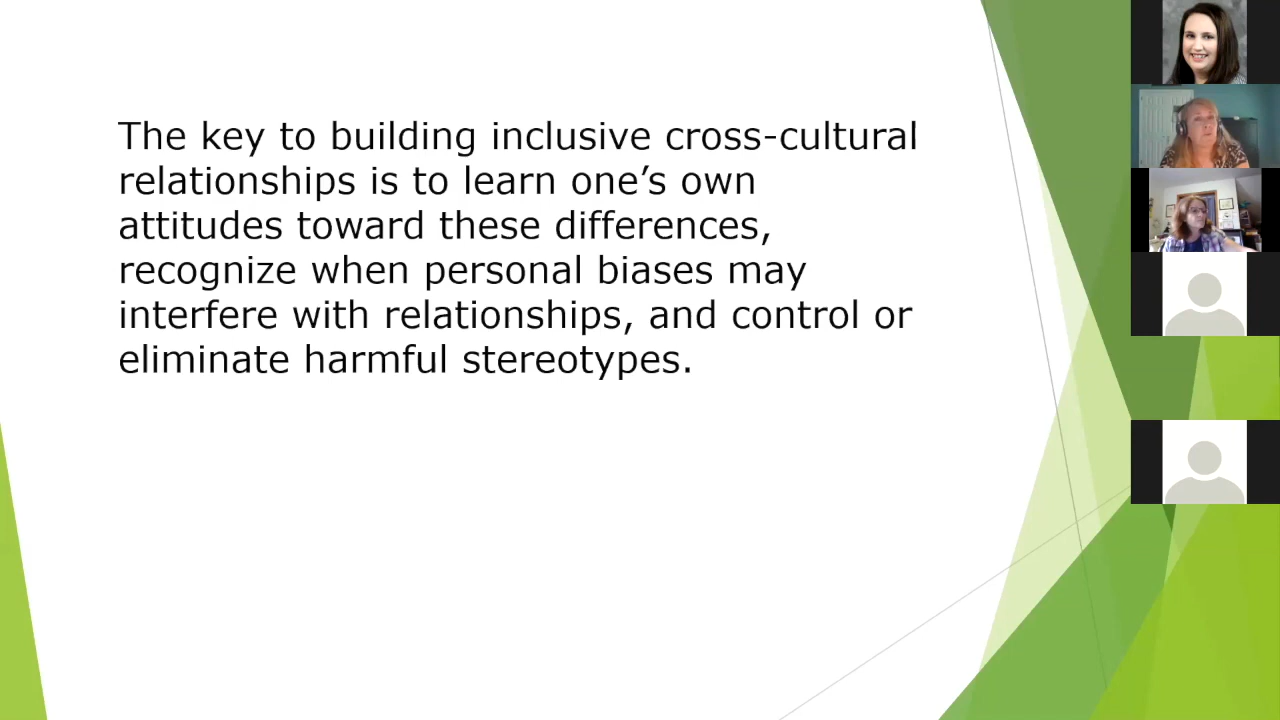 The key to building inclusive cross-cultural
relationships is to learn one’s own
attitudes toward these differences,
recognize when personal biases may
interfere with relationships, and control or
eliminate harmful stereotypes.